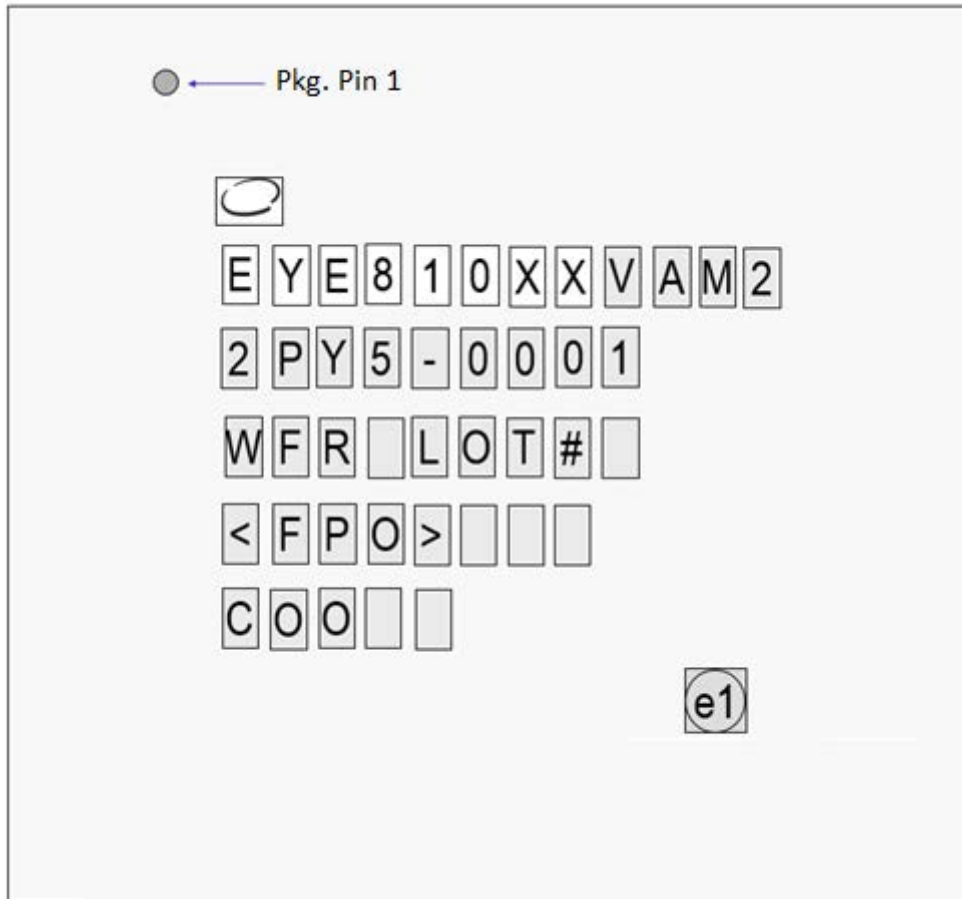 Pkg. Pin 1
EYE810XXVAM2
2PY5-0001
WFR LOT#
<FPO>
COO
e1